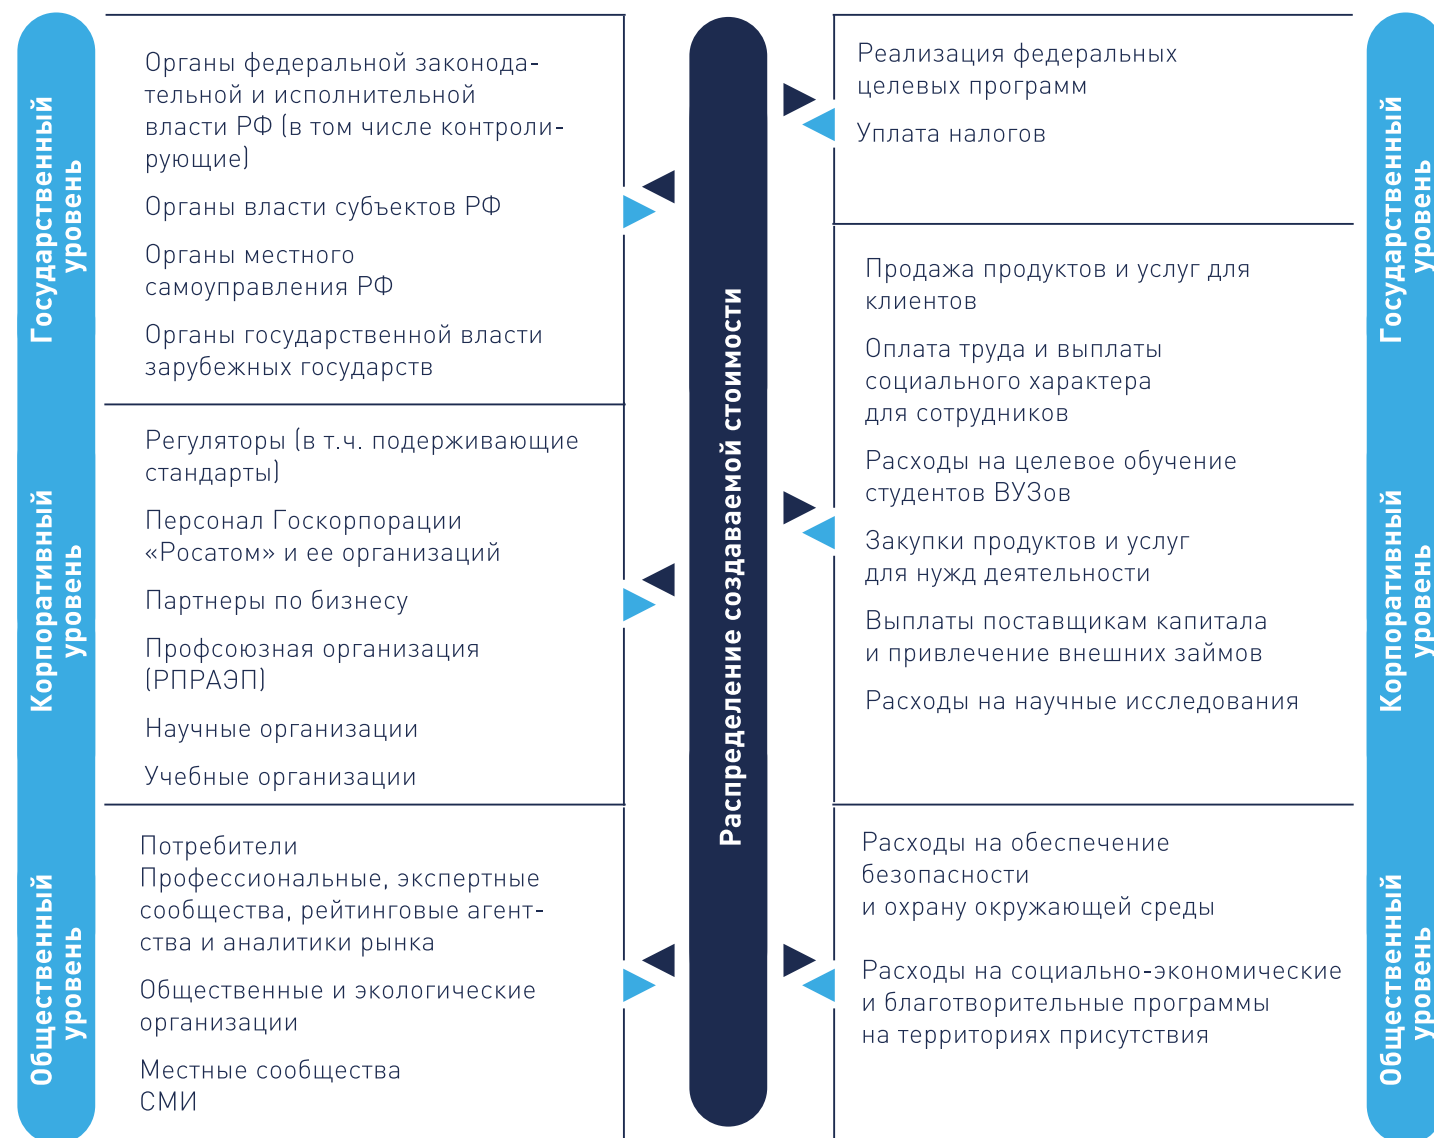 Государственный
уровень
Органы федеральной законода-
тельной и исполнительной
власти РФ (в том числе контроли-
рующие)
Органы власти субъектов РФ
Органы местного
самоуправления РФ
Органы государственной власти
зарубежных государств
Корпоративный
уровень
Регуляторы (в т.ч. подерживающие
стандарты)
Персонал Госкорпорации
«Росатом» и ее организаций
Партнеры по бизнесу
Профсоюзная организация
(РПРАЭП)
Научные организации
Учебные организации
Общественный
уровень
Потребители
Профессиональные, экспертные
сообщества, рейтинговые агент-
ства и аналитики рынка
Общественные и экологические
организации
Местные сообщества
СМИ
Распределение создаваемой стоимости
Реализация федеральных
целевых программ
Уплата налогов
Государственный
уровень
Продажа продуктов и услуг для
клиентов
Оплата труда и выплаты
социального характера
для сотрудников
Расходы на целевое обучение
студентов ВУЗов
Закупки продуктов и услуг
для нужд деятельности
Выплаты поставщикам капитала
и привлечение внешних займов
Расходы на научные исследования
Корпоративный
уровень
Расходы на обеспечение
безопасности
и охрану окружающей среды
Расходы на социально-экономические
и благотворительные программы
на территориях присутствия
Общественный
уровень